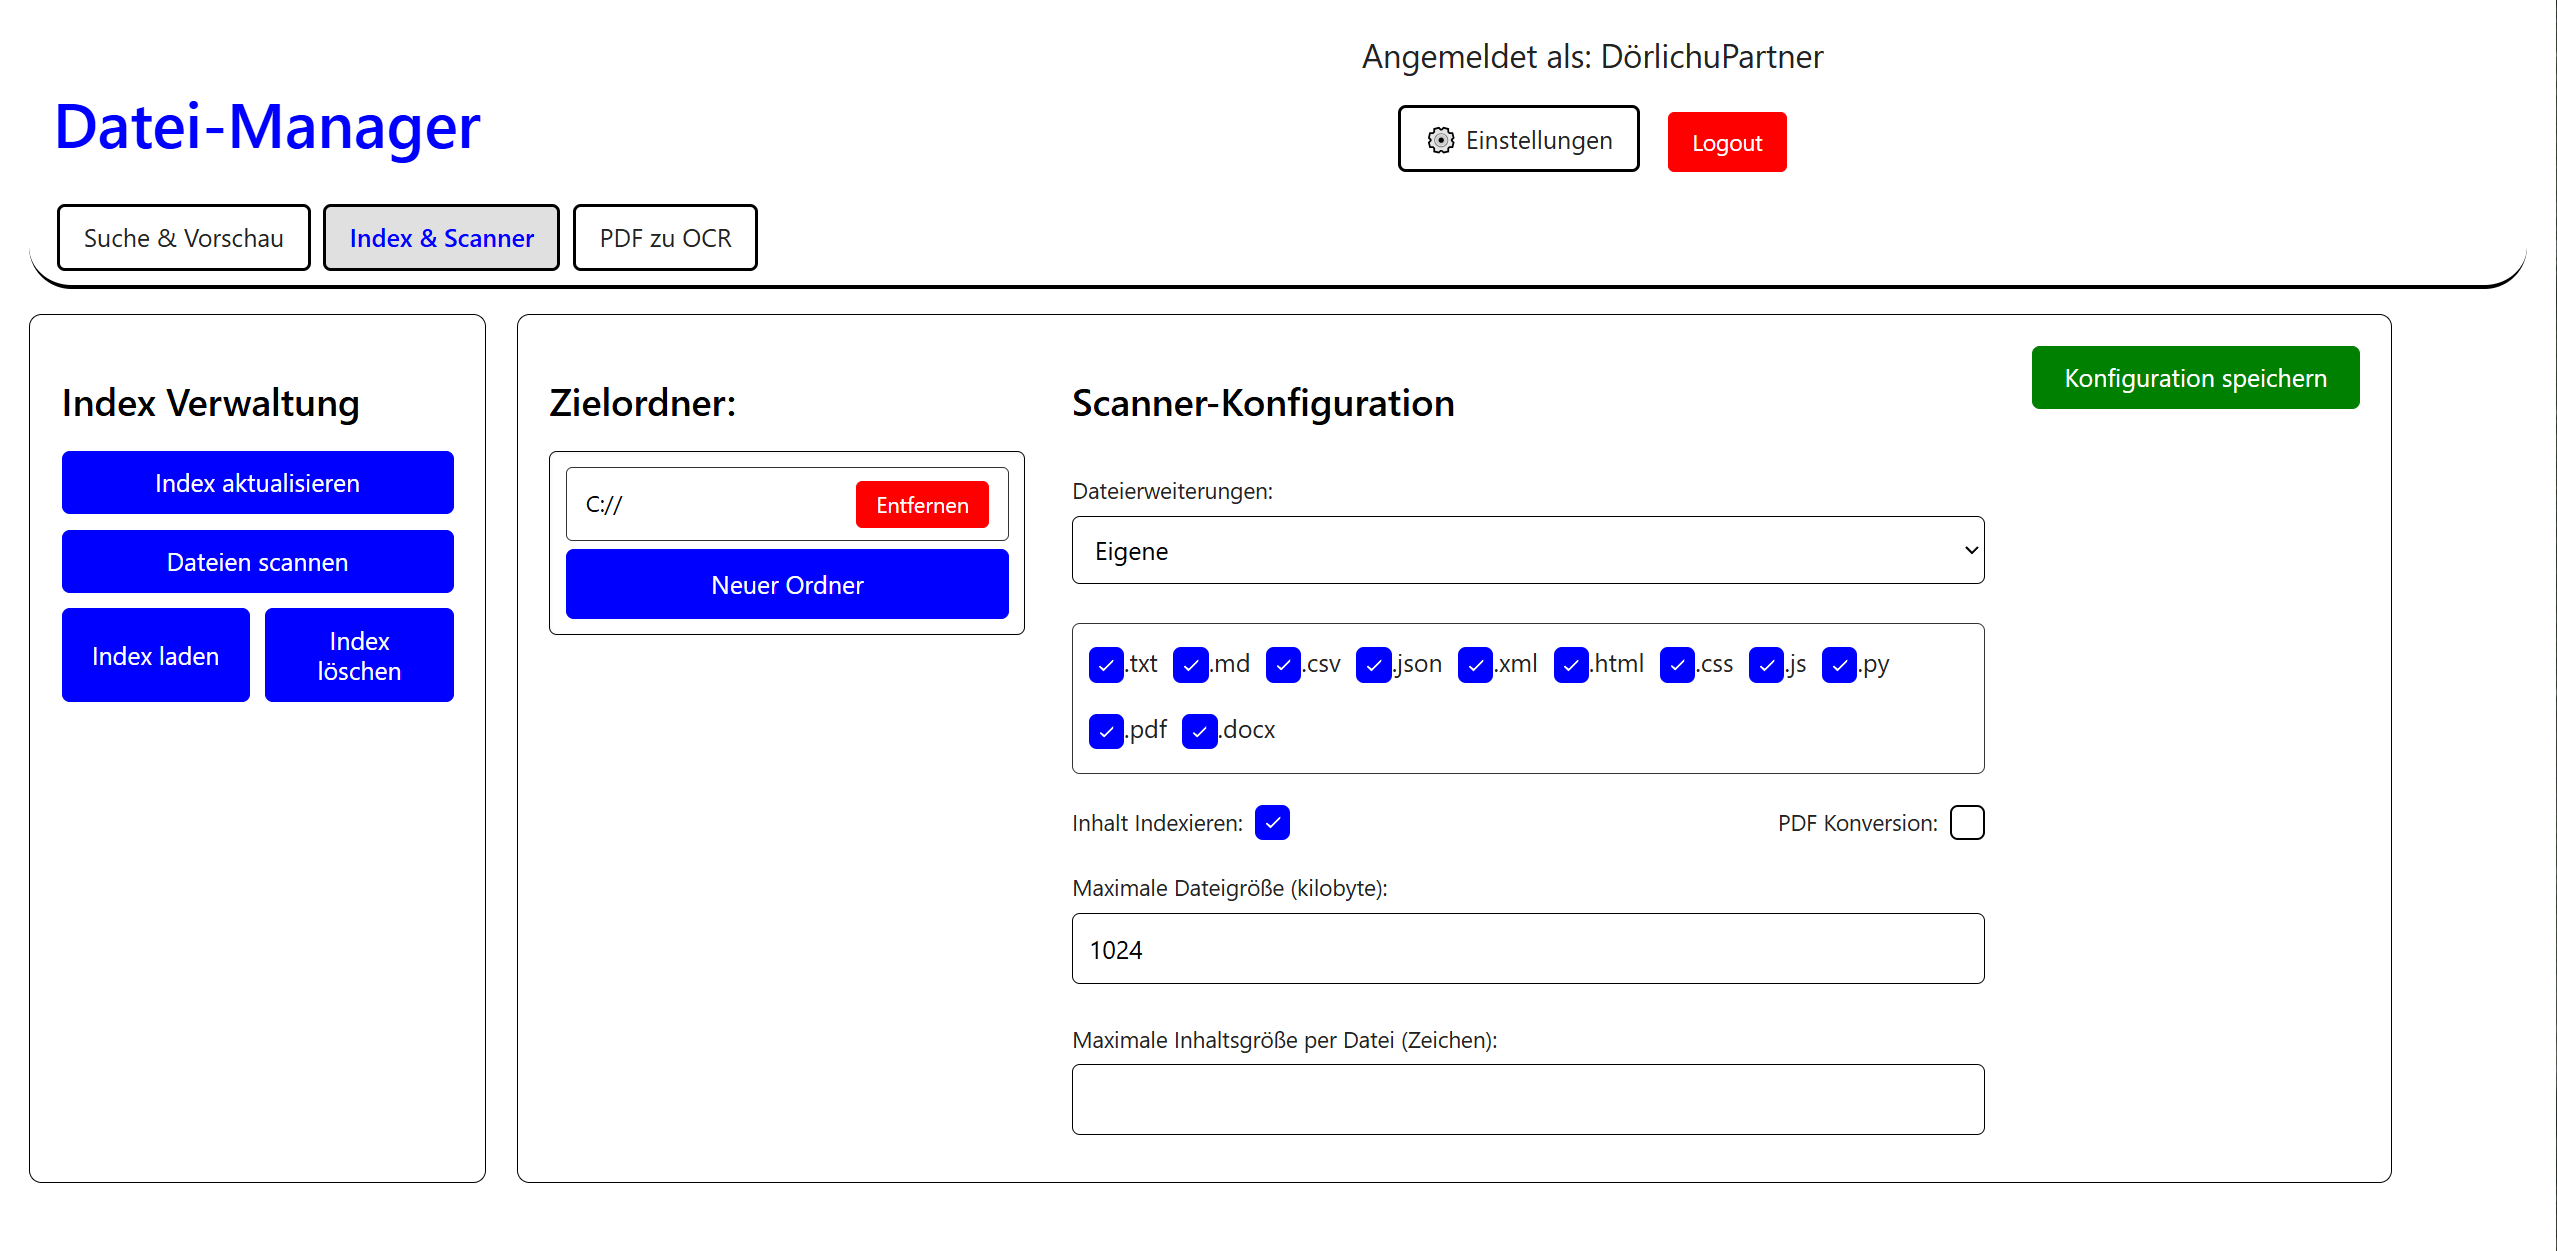 Angemeldet als: DörlichuPartner
Datei-Manager
Einstellungen
Logout
Suche & Vorschau
Index & Scanner
PDF zu OCR
Index Verwaltung
Index aktualisieren
Dateien scannen
Index laden
Index
löschen
Zielordner:
C://
Entfernen
Neuer Ordner
Scanner-Konfiguration
Konfiguration speichern
Dateierweiterungen:
Eigene
.txt .md .csv .json .xml .html .css .js .py
.pdf .docx
Inhalt Indexieren:
PDF Konversion:
Maximale Dateigröße (kilobyte):
1024
Maximale Inhaltsgröße per Datei (Zeichen):